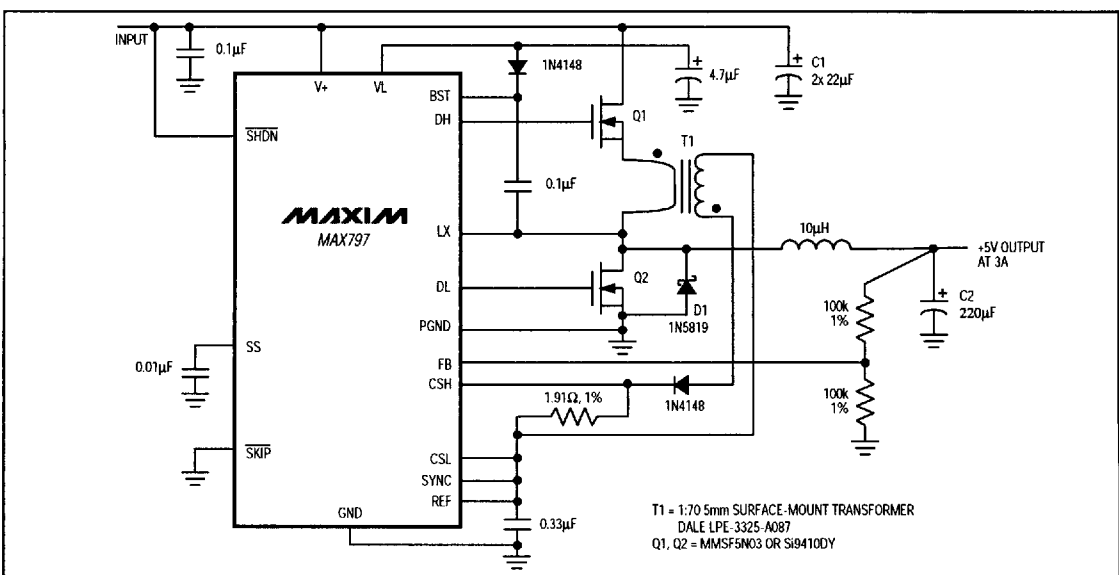 INPUT
0.1µF
1N4148
4.7µF
C1
2x 22µF
V+
VL
BST
DH
Q1
SHDN
T1
0.1µF
MAXIM
MAX797
LX
10µH
+5V OUTPUT
AT 3A
DL
Q2
D1
1N5819
100k
1%
C2
220µF
PGND
SS
0.01µF
FB
CSH
1N4148
1.91Ω, 1%
100k
1%
SKIP
CSL
SYNC
REF
GND
0.33µF
T1 = 1:70 5mm SURFACE-MOUNT TRANSFORMER
DALE LPE-3325-A087
Q1, Q2 = MMSF5N03 OR Si9410DY